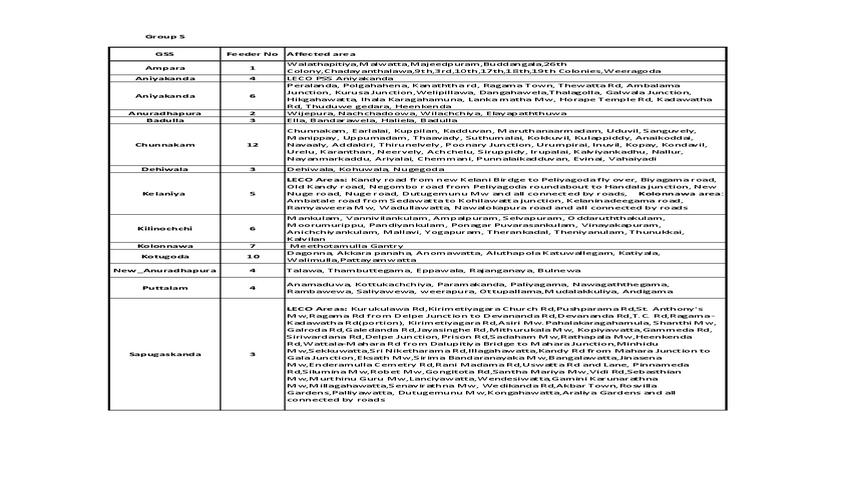 Group S
GSS Feeder No Affected area
Ampara 1 Walathapitiya,Malwatta,Majeedpuram,Buddangala,26th
Colony,Chadayanthalawa,9th,3rd,10th,17th,18th,19th Colonies,Weeragoda
Aniyakanda 4 LECO PSS Aniyakanda
Aniyakanda 6 Peralanda, Polgahahena, Kanaththa rd, Ragama Town, Thewatta Rd, Ambalama
Junction, Kurusa Junction,Welipilllawa, Dangahawela,Thalagolla, Galwala Junction,
Hikgahawatta, Ihala Karagahamuna, Lanka matha Mw, Horape Temple Rd, Kadawatha
Rd, Thuduwe gedara, Heenkenda
Anuradhapura 2 Wijepura, Nachchadoowa, Wilachchiya, Elayapaththuwa
Badulla 3 Ella, Bandarawela, Haliela, Badulla
Chunnakam 12 Chunnakam, Earlalai, Kuppilan, Kadduvan, Maruthanaarmadam, Uduvil, Sanguvely,
Manippay, Uppumadam, Thaavady, Suthumalai, Kokkuvil, Kulappiddy, Anaikoddai,
Navaaly, Addakiri, Thirunelvely, Poonary Junction, Urumpirai, Inuvil, Kopay, Kondavil,
Urelu, Karanthan, Neervely, Achchelu, Siruppidy, Irupalai, Kalviyankadhu, Nallur,
Nayanmarkaddu, Ariyalai, Chemmani, Punnalaikadduvan, Evinai, Vahaiyadi
Dehiwala 3 Dehiwala, Kohuwala, Nugegoda
Kelaniya 5 LECO Areas: Kandy road from new Kelani Birdge to Peliyagoda fly over, Biyagama road,
Old Kandy road, Negombo road from Peliyagoda roundabout to Handala junction, New
Nuge road, Nuge road, Dutugemunu Mw and all connected by roads, Kolonnawa area:
Ambatale road from Sedawatta to Kohilawatta junction, Kelanimadeegama road,
Ramyaweera Mw, Wadullawatta, Nawalokapura road and all connected by roads
Kilinochchi 6 Mankulam, Vannivilankulam, Ampalpuram, Selvapuram, Oddaruththakulam,
Moorumurippu, Pandiyankulam, Ponagar Puvarasankulam, Vinayakapuram,
Anichchiyankulam, Mallavi, Yogapuram, Therankadal, Theniyanulam, Thunukkai,
Kalvilan
Kolonnawa 7 Meethotamulla Gantry
Kotugoda 10 Dagonna, Akkara panaha, Anomawatta, Aluthapola Katuwallegam, Katiyala,
Walimulla,Pattayamwatta
New_Anuradhapura 4 Talawa, Thambuttegama, Eppawala, Rajanganaya, Bulnewa
Puttalam 4 Anamaduwa, Kottukachchiya, Paramakanda, Paliyagama, Nawagaththegama,
Rambawewa, Saliyawewa, weerapura, Ottupallama,Mudalakkuliya, Andigama
Sapugaskanda 3 LECO Areas: Kurukulawa Rd,Kirimetiyagara Church Rd,Pushparama Rd,St. Anthony's
Mw,Ragama Rd from Delpe Junction to Devananda Rd,Devananda Rd,T.C. Rd,Ragama-
Kadawatha Rd(portion), Kirimetiyagara Rd,Asiri Mw.Pahalakaragahamula, Shanthi Mw,
Galroda Rd,Galedanda Rd,Jayasinghe Rd,Mithurukala Mw, Kopiyawatta,Gammeda Rd,
Siriwardana Rd,Delpe Junction,Prison Rd,Sadaham Mw,Rathapala Mw,Heenkenda
Rd,Wattala-Mahara Rd from Dalupitiya Bridge to Mahara Junction,Minhidu
Mw,Sekkuwatta,Sri Niketharama Rd,Illagahawatta,Kandy Rd from Mahara Junction to
Gala Junction,Eksath Mw,Sirima Bandaranayaka Mw,Bangalawatta,Jinasena
Mw,Enderamulla Cemetry Rd,Rani Madama Rd,Uswatta Rd and Lane, Pinnameda
Rd,Silumina Mw,Robet Mw,Gongitota Rd,Santha Mariya Mw,Vidi Rd,Sebasthian
Mw,Murthinu Guru Mw,Lanciyawatta,Wendesiwatta,Gamini Karunarathna
Mw,Millagahawatta,Senavirathna Mw, Wedikanda Rd,Akbar Town, Rosvilla
Gardens,Palliyawatta, Dutugemunu Mw,Kongahawatta,Araliya Gardens and all
connected by roads